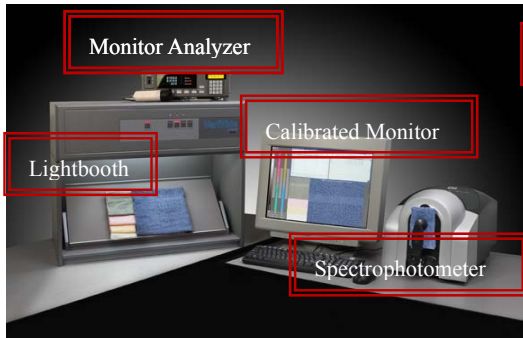 Monitor Analyzer
Calibrated Monitor
Lightbooth
Spectrophotometer